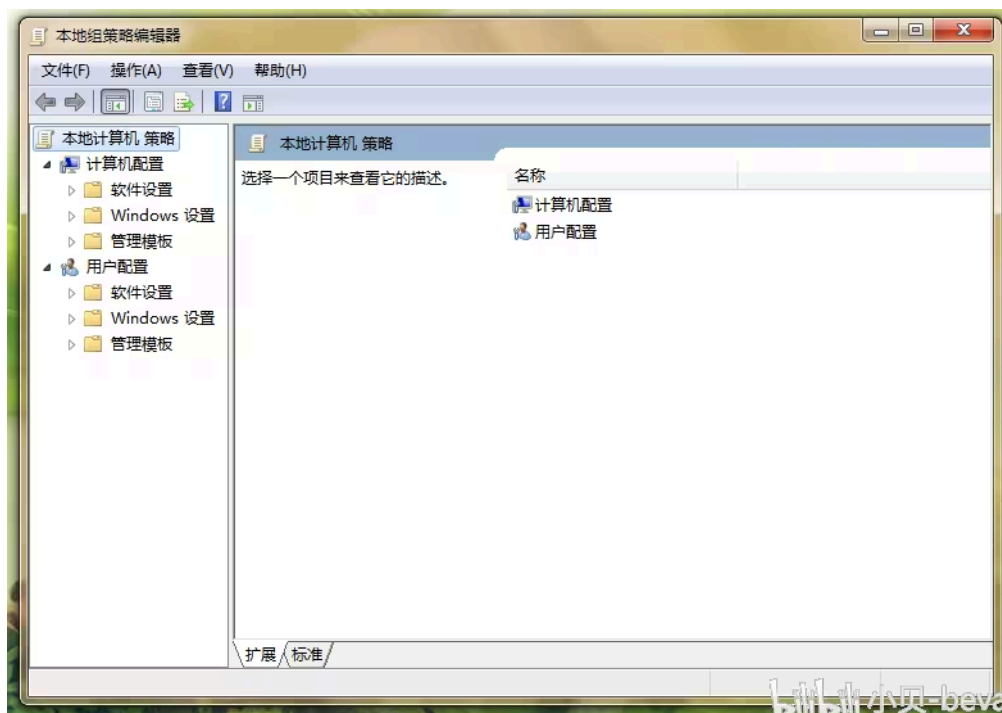 本地组策略编辑器
文件(F) 操作(A) 查看(V) 帮助(H)
本地计算机 策略
计算机配置
软件设置
Windows 设置
管理模板
用户配置
软件设置
Windows 设置
管理模板
本地计算机 策略
选择一个项目来查看它的描述。
名称
计算机配置
用户配置
扩展 标准
bilibili 小贝-beva